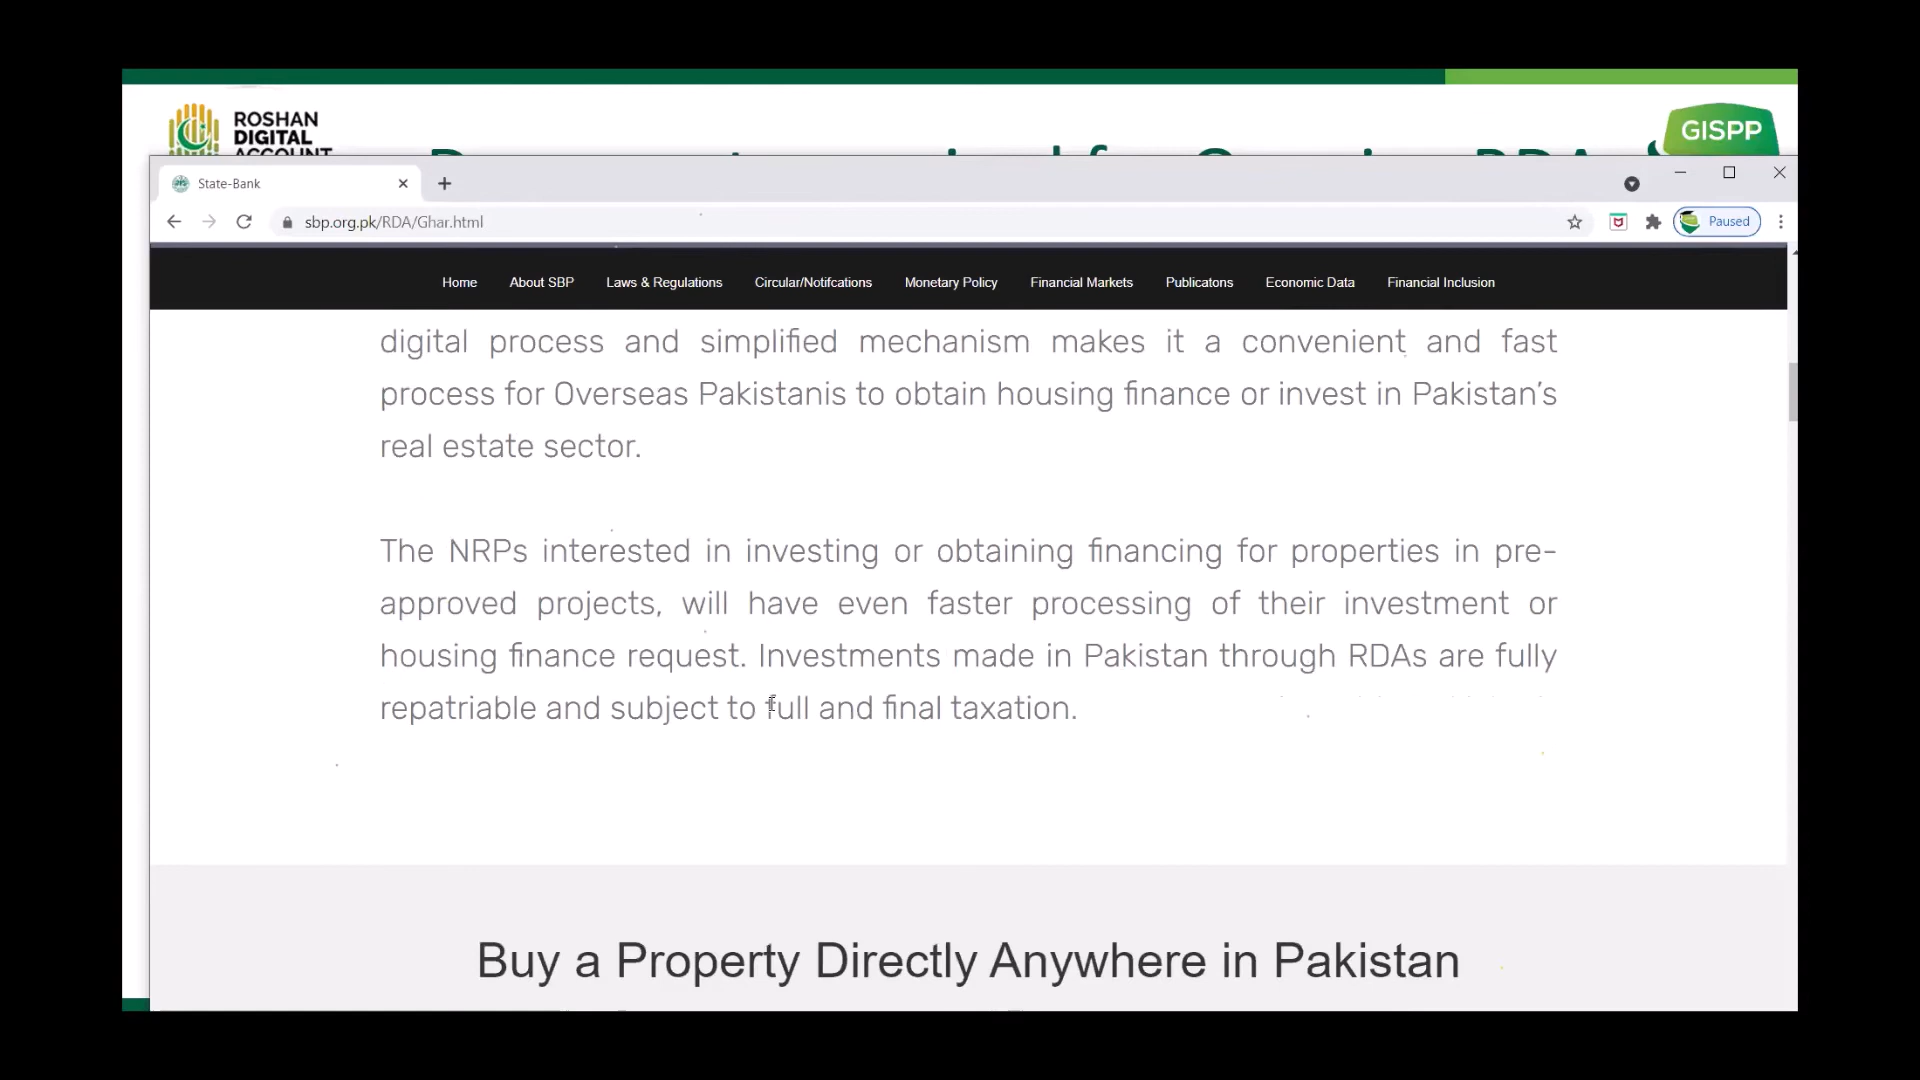 ROSHAN
DIGITAL
ACCOUNT
GISPP
State-Bank
sbp.org.pk/RDA/Ghar.html
Paused
Home About SBP Laws & Regulations Circular/Notifcations Monetary Policy Financial Markets Publicatons Economic Data Financial Inclusion
digital process and simplified mechanism makes it a convenient and fast
process for Overseas Pakistanis to obtain housing finance or invest in Pakistan’s
real estate sector.
The NRPs interested in investing or obtaining financing for properties in pre-
approved projects, will have even faster processing of their investment or
housing finance request. Investments made in Pakistan through RDAs are fully
repatriable and subject to full and final taxation.
Buy a Property Directly Anywhere in Pakistan